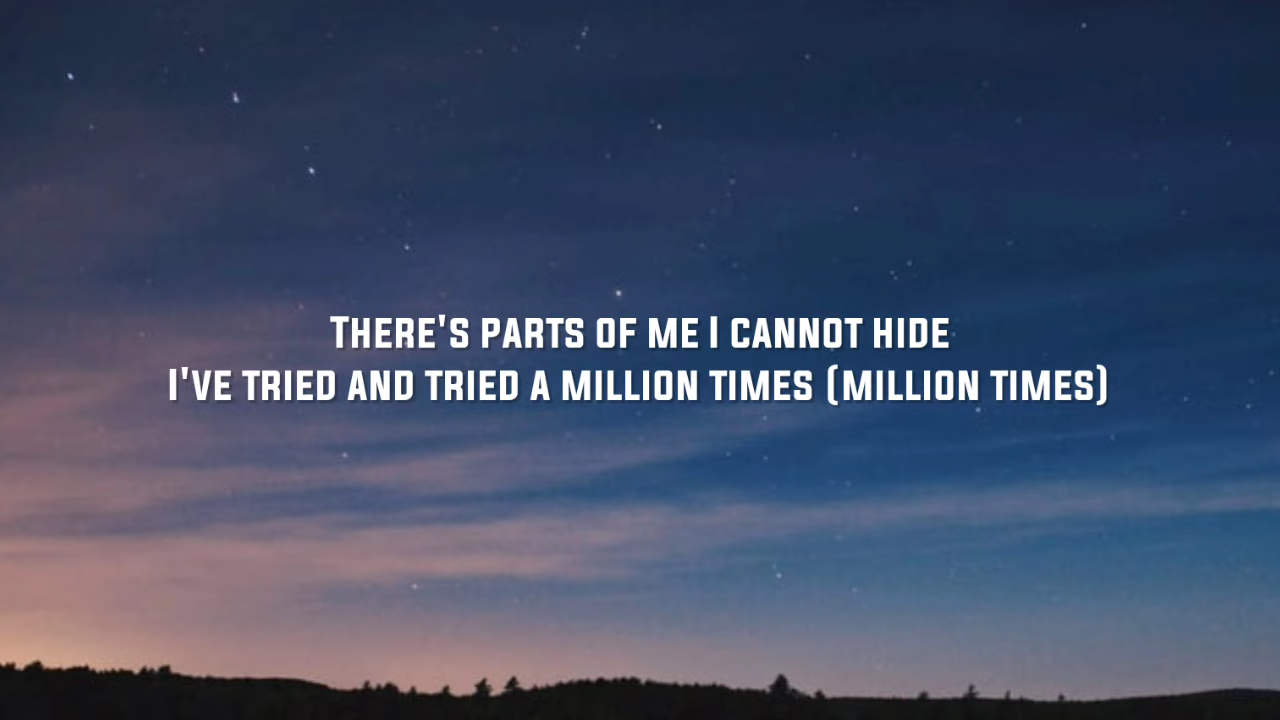 There's parts of me I cannot hide
I've tried and tried a million times (million times)